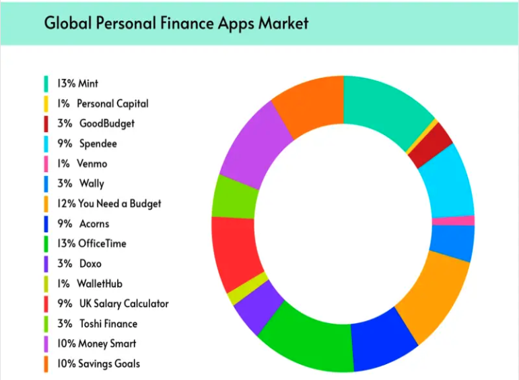 Global Personal Finance Apps Market
13% Mint
1% Personal Capital
3% GoodBudget
9% Spendee
1% Venmo
3% Wally
12% You Need a Budget
9% Acorns
13% OfficeTime
3% Doxo
1% WalletHub
9% UK Salary Calculator
3% Toshi Finance
10% Money Smart
10% Savings Goals